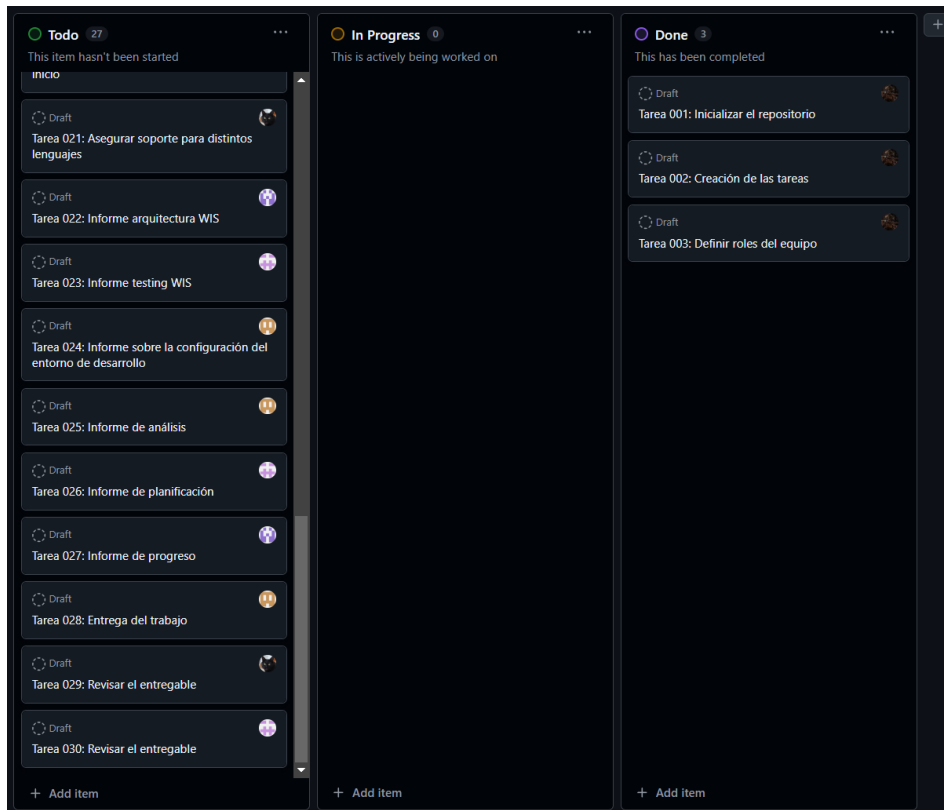 Todo 27
This item hasn't been started
inicio
Draft
Tarea 021: Asegurar soporte para distintos
lenguajes
Draft
Tarea 022: Informe arquitectura WIS
Draft
Tarea 023: Informe testing WIS
Draft
Tarea 024: Informe sobre la configuración del
entorno de desarrollo
Draft
Tarea 025: Informe de análisis
Draft
Tarea 026: Informe de planificación
Draft
Tarea 027: Informe de progreso
Draft
Tarea 028: Entrega del trabajo
Draft
Tarea 029: Revisar el entregable
Draft
Tarea 030: Revisar el entregable
+ Add item
In Progress 0
This is actively being worked on
+ Add item
Done 3
This has been completed
Draft
Tarea 001: Inicializar el repositorio
Draft
Tarea 002: Creación de las tareas
Draft
Tarea 003: Definir roles del equipo
+ Add item